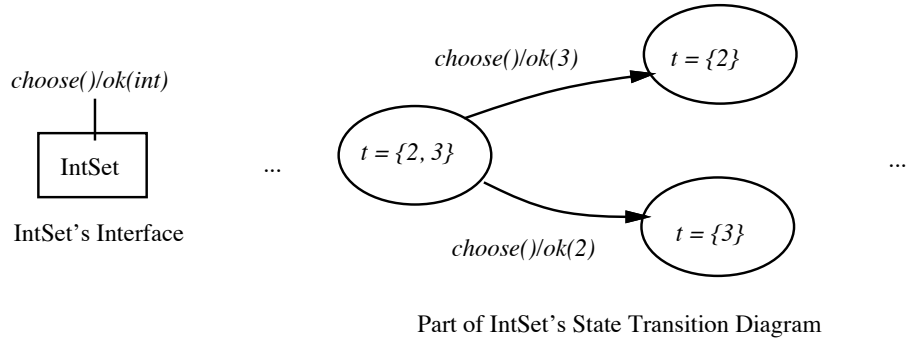 choose()/ok(int)
IntSet
IntSet's Interface
...
t = {2, 3}
choose()/ok(3)
t = {2}
choose()/ok(2)
t = {3}
...
Part of IntSet's State Transition Diagram